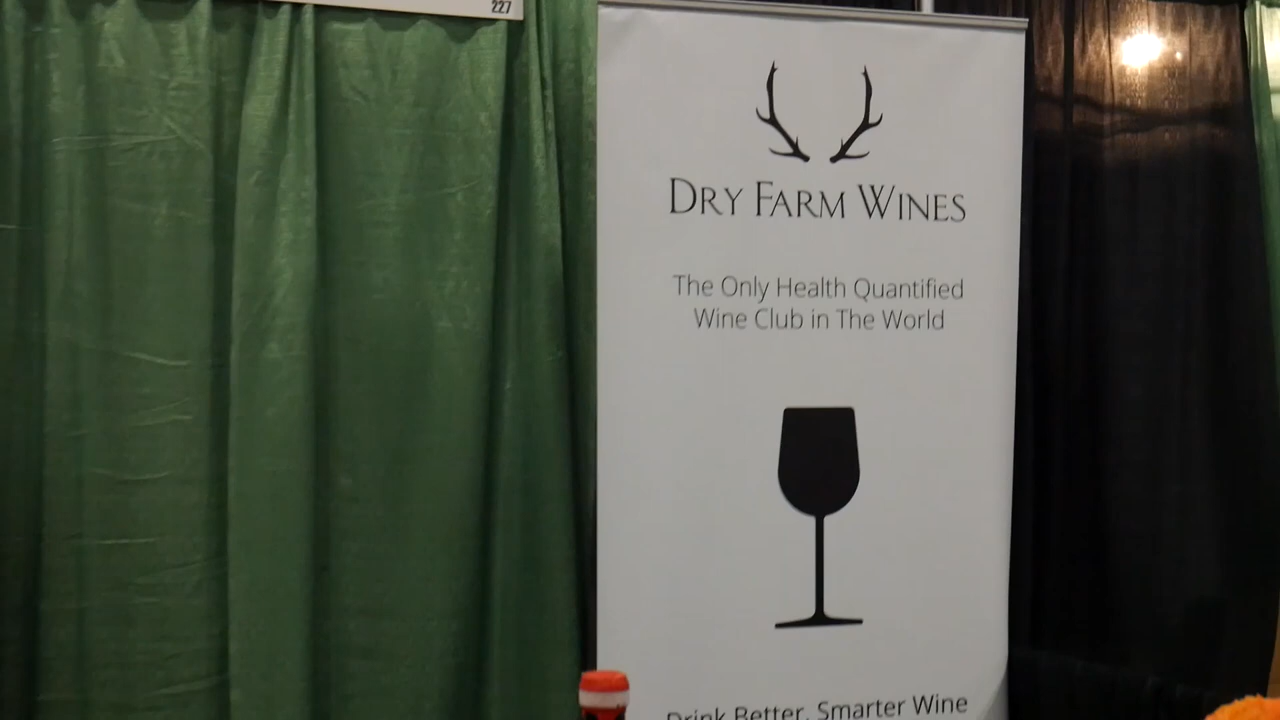 227
DRY FARM WINES
The Only Health Quantified
Wine Club in The World
Drink Better, Smarter Wine